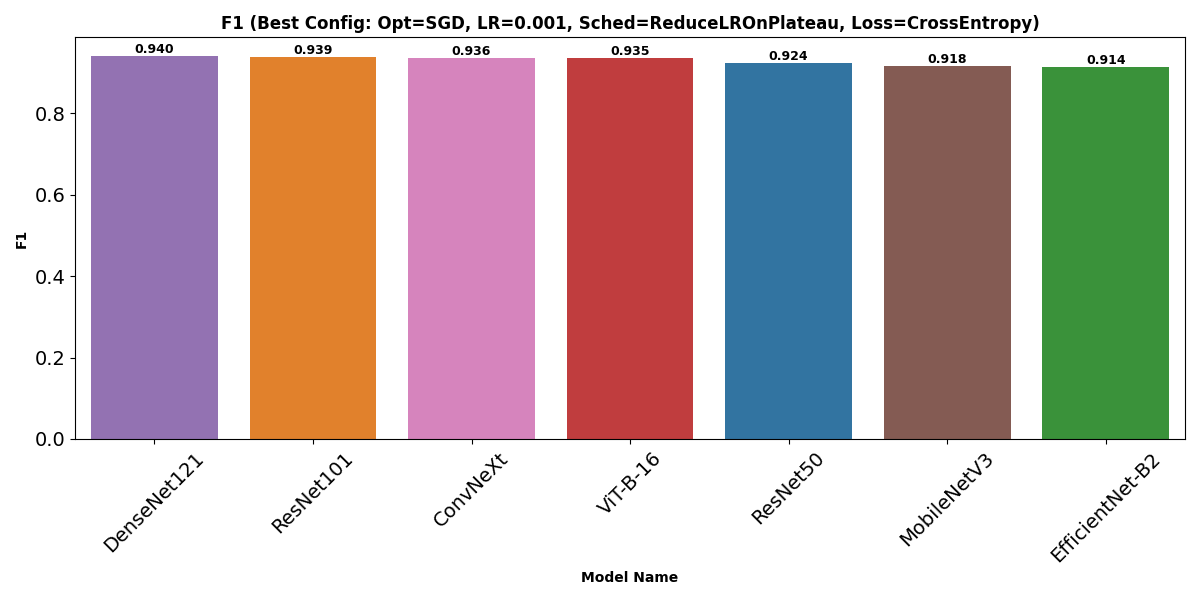 F1 (Best Config: Opt=SGD, LR=0.001, Sched=ReduceLROnPlateau, Loss=CrossEntropy)
0.940 0.939 0.936 0.935 0.924 0.918 0.914
F1
0.8
0.6
0.4
0.2
0.0
DenseNet121 ResNet101 ConvNeXt ViT-B-16 ResNet50 MobileNetV3 EfficientNet-B2
Model Name